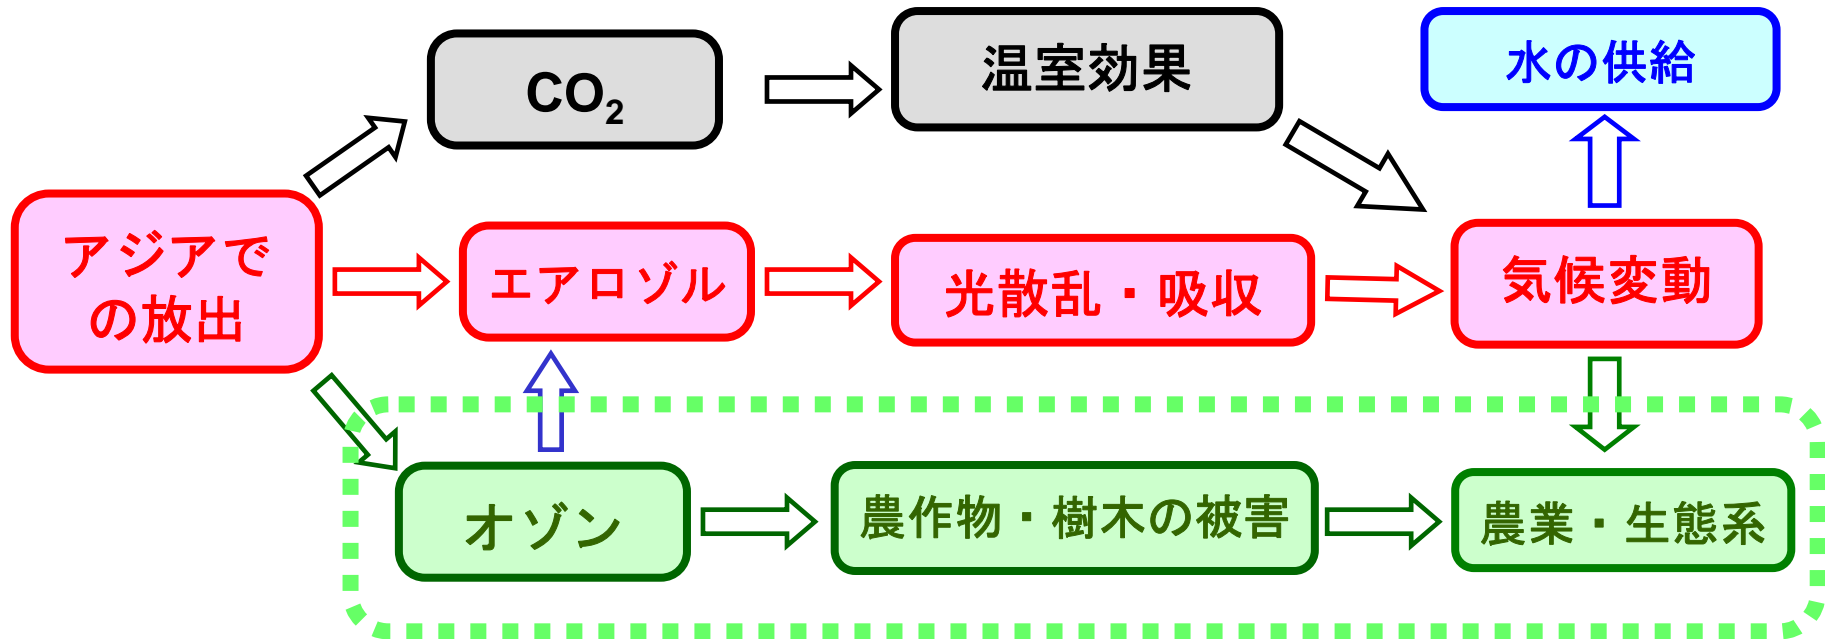 CO₂
温室効果
水の供給
アジアで
の放出
エアロゾル
光散乱・吸収
気候変動
オゾン
農作物・樹木の被害
農業・生態系